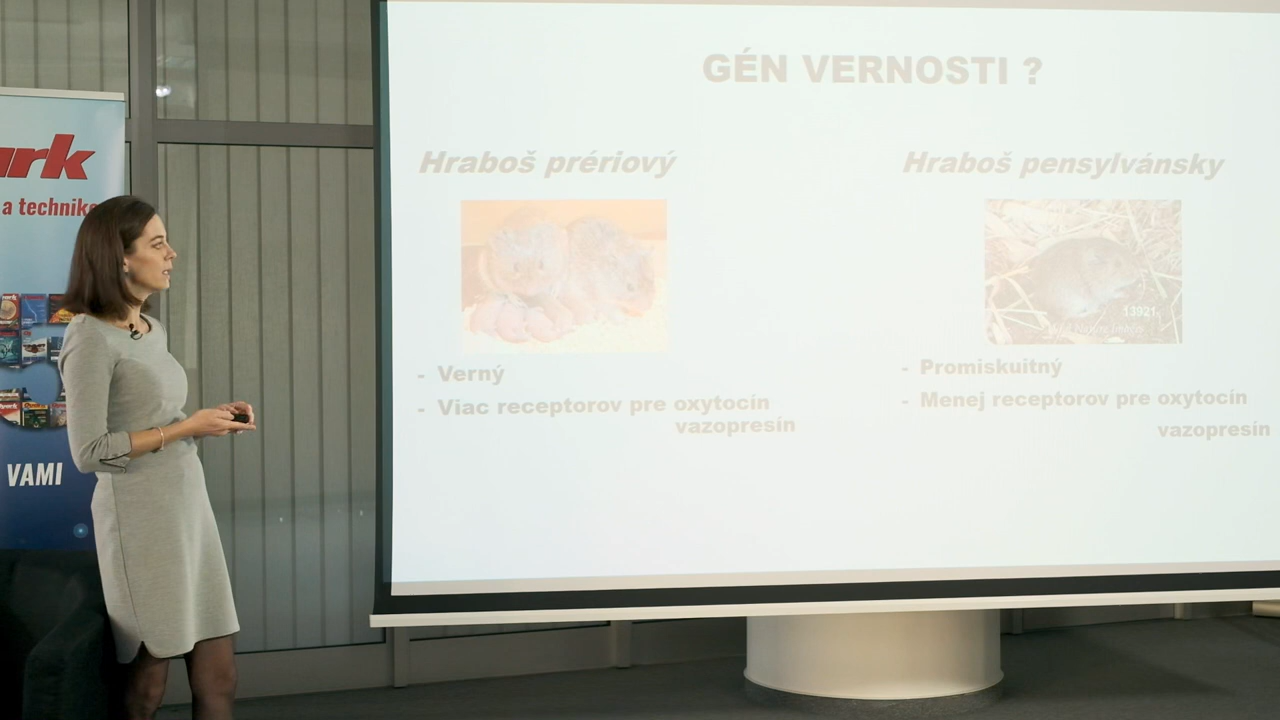 GÉN VERNOSTI ?
Hraboš prériový
Hraboš pensylvánsky
13921
- Verný
- Viac receptorov pre oxytocín
vazopresín
- Promiskuitný
- Menej receptorov pre oxytocín
vazopresín
a technike
VAMI